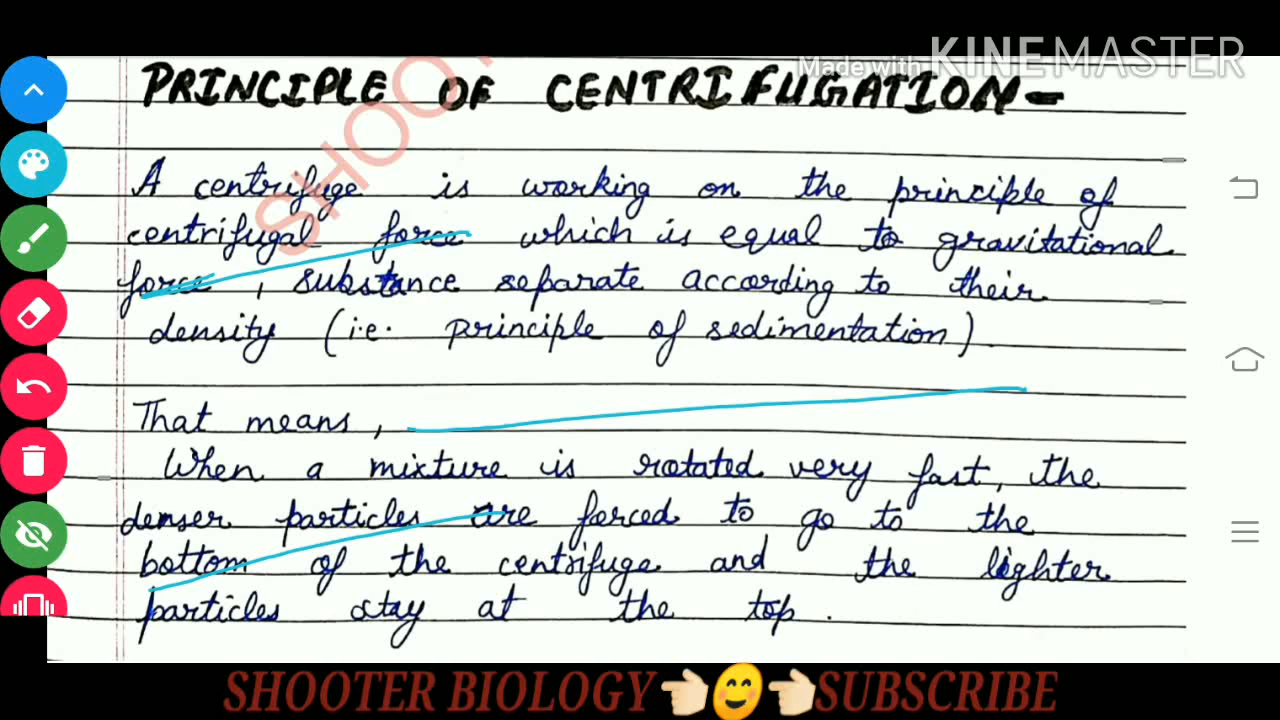 Made with KINEMASTER
PRINCIPLE OF CENTRIFUGATION-
SHOOT
A centrifuge is working on the principle of
centrifugal force which is equal to gravitational
force, substance separate according to their
density (i.e. principle of sedimentation)
That means,
When a mixture is rotated very fast, the
denser particles are forced to go to the
bottom of the centrifuge and the lighter
particles stay at the top.
SHOOTER BIOLOGY👈🏻😊👈🏻SUBSCRIBE